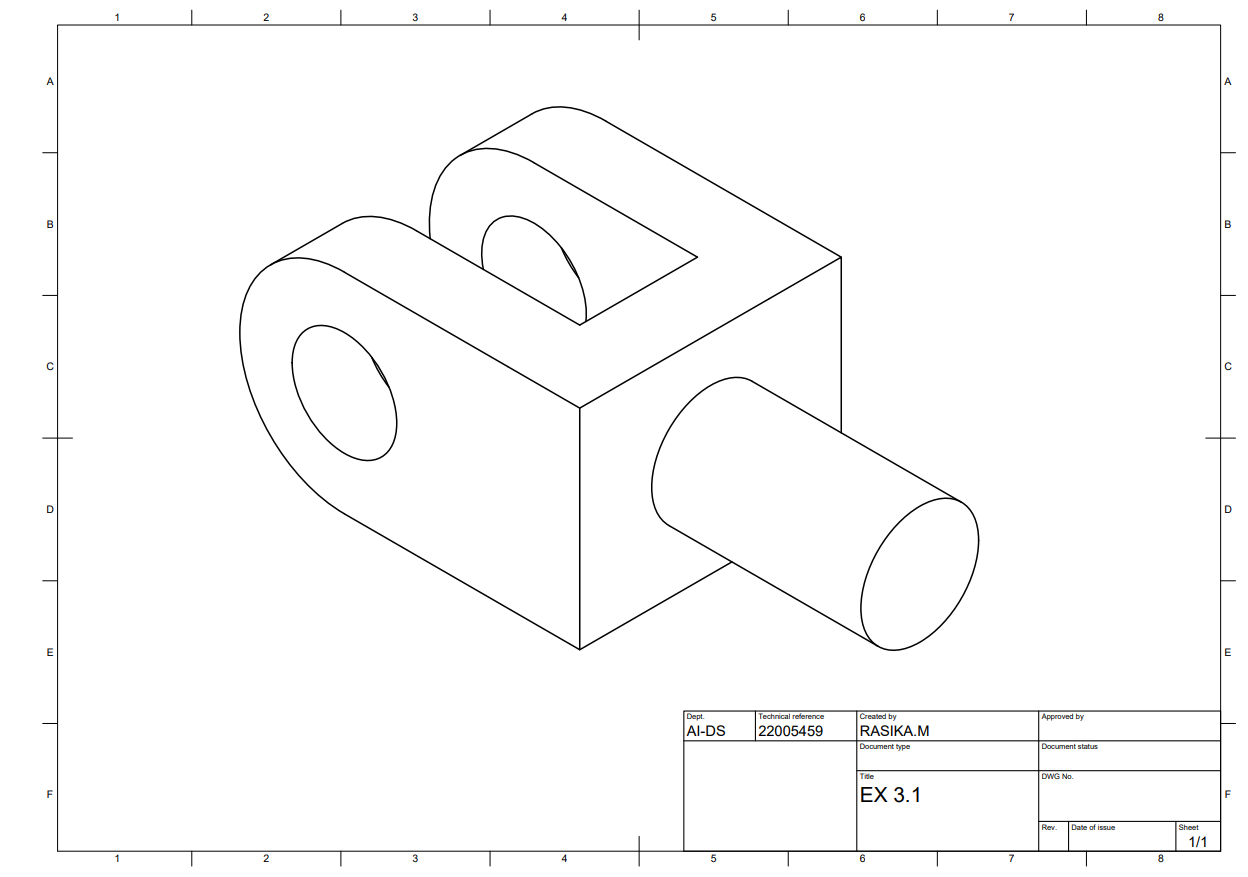 1 2 3 4 5 6 7 8
A A
B B
C C
D D
E E
Dept. Technical reference Created by Approved by
AI-DS 22005459 RASIKA.M
Document type Document status
Title DWG No.
EX 3.1
F F
Rev. Date of issue Sheet
1/1
1 2 3 4 5 6 7 8